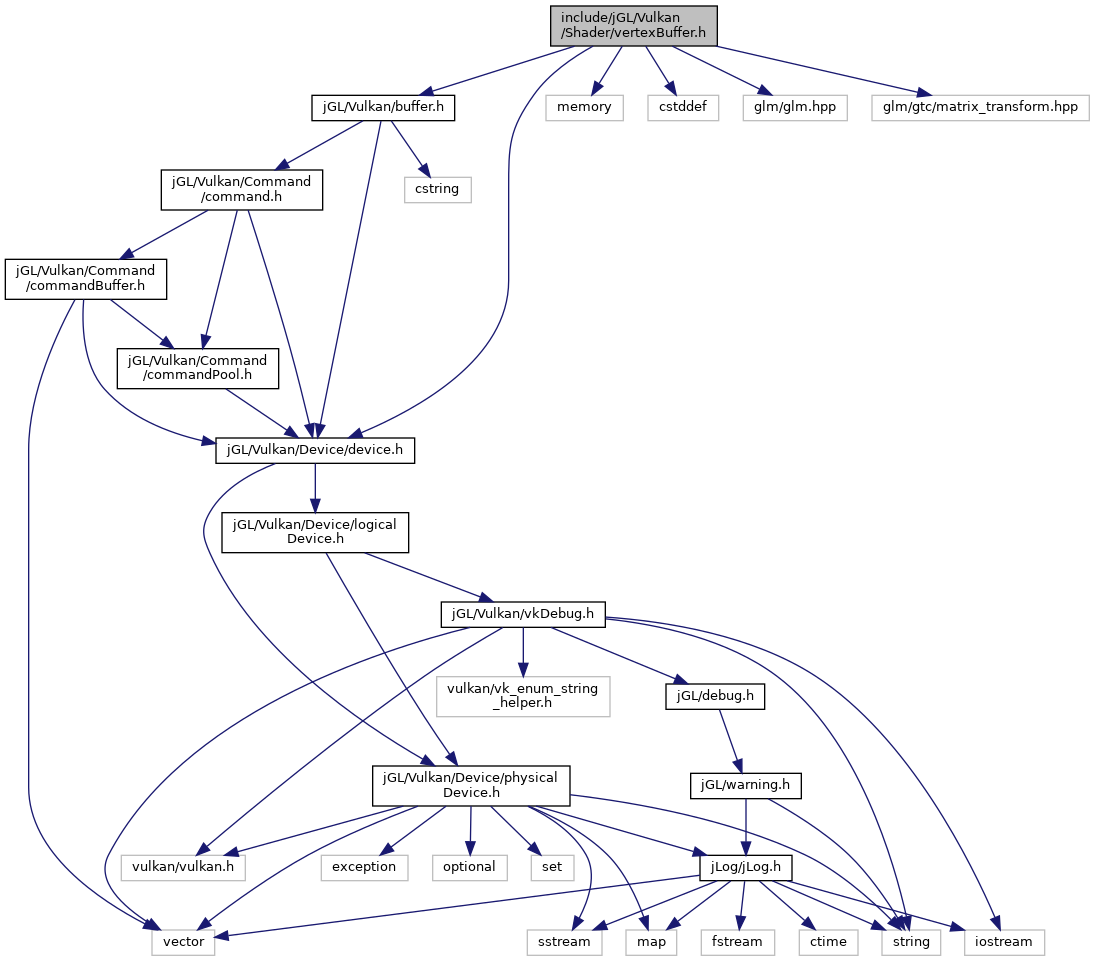 include/jGL/Vulkan
/Shader/vertexBuffer.h
jGL/Vulkan/buffer.h
memory
cstddef
glm/glm.hpp
glm/gtc/matrix_transform.hpp
jGL/Vulkan/Command
/command.h
cstring
jGL/Vulkan/Command
/commandBuffer.h
jGL/Vulkan/Command
/commandPool.h
jGL/Vulkan/Device/device.h
jGL/Vulkan/Device/logical
Device.h
jGL/Vulkan/vkDebug.h
vulkan/vk_enum_string
_helper.h
jGL/debug.h
jGL/Vulkan/Device/physical
Device.h
jGL/warning.h
vulkan/vulkan.h
exception
optional
set
jLog/jLog.h
vector
sstream
map
fstream
ctime
string
iostream